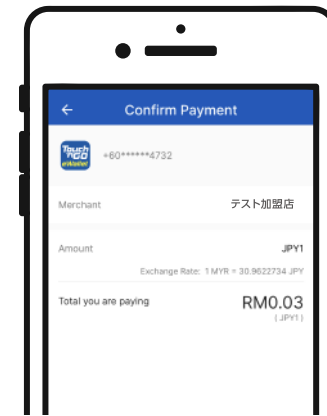 ← Confirm Payment
Touch
'nGO
eWallet
+60******4732
Merchant テスト加盟店
Amount JPY1
Exchange Rate: 1 MYR = 30.9622734 JPY
Total you are paying RM0.03
( JPY1 )